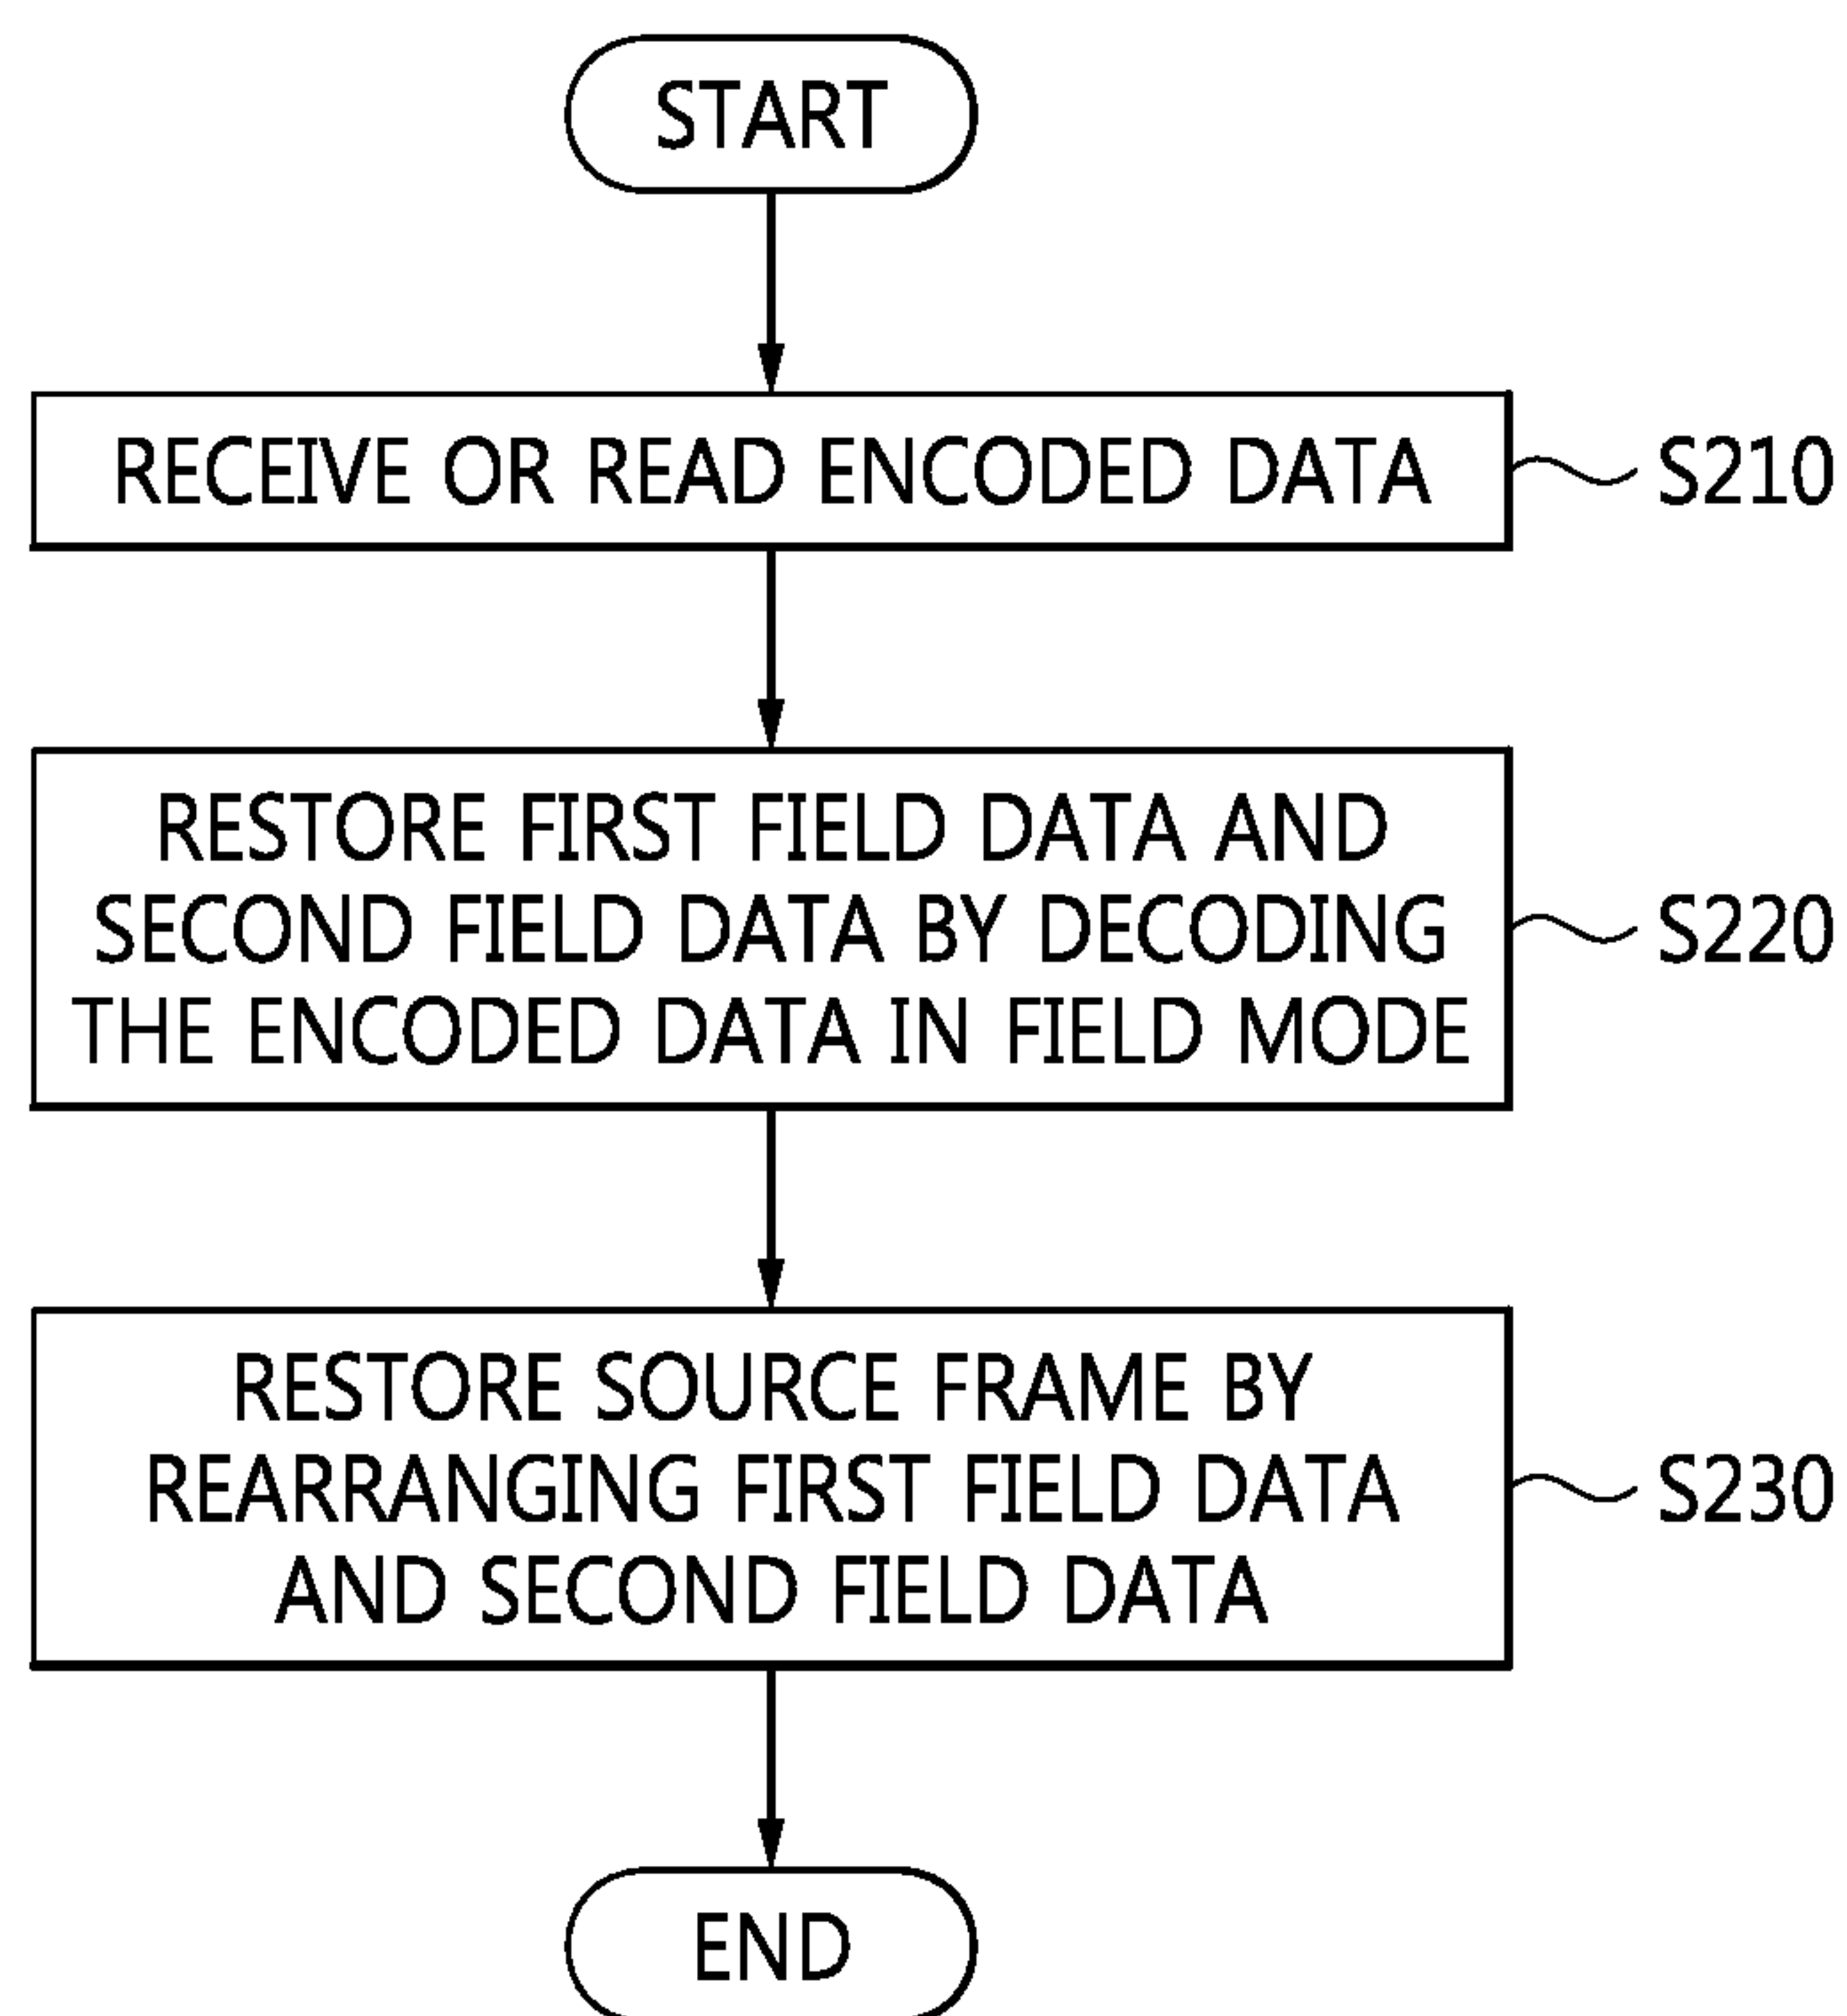 START
RECEIVE OR READ ENCODED DATA
S210
RESTORE FIRST FIELD DATA AND
SECOND FIELD DATA BY DECODING
THE ENCODED DATA IN FIELD MODE
S220
RESTORE SOURCE FRAME BY
REARRANGING FIRST FIELD DATA
AND SECOND FIELD DATA
S230
END